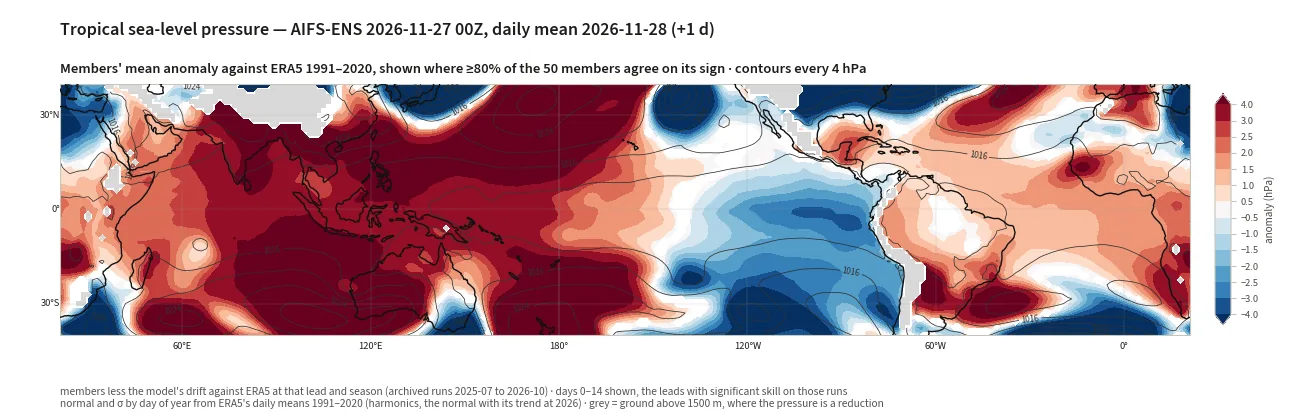 Tropical sea-level pressure — AIFS-ENS 2026-11-27 00Z, daily mean 2026-11-28 (+1 d)
Members' mean anomaly against ERA5 1991–2020, shown where ≥80% of the 50 members agree on its sign · contours every 4 hPa
30°N
0°
30°S
60°E
120°E
180°
120°W
60°W
0°
1024
1016
1016
1016
1016
1016
1016
4.0
3.0
2.0
1.5
1.0
0.5
−0.5
−1.0
−1.5
−2.0
−3.0
−4.0
anomaly (hPa)
members less the model's drift against ERA5 at that lead and season (archived runs 2025-07 to 2026-10) · days 0–14 shown, the leads with significant skill on those runs
normal and σ by day of year from ERA5's daily means 1991–2020 (harmonics, the normal with its trend at 2026) · grey = ground above 1500 m, where the pressure is a reduction